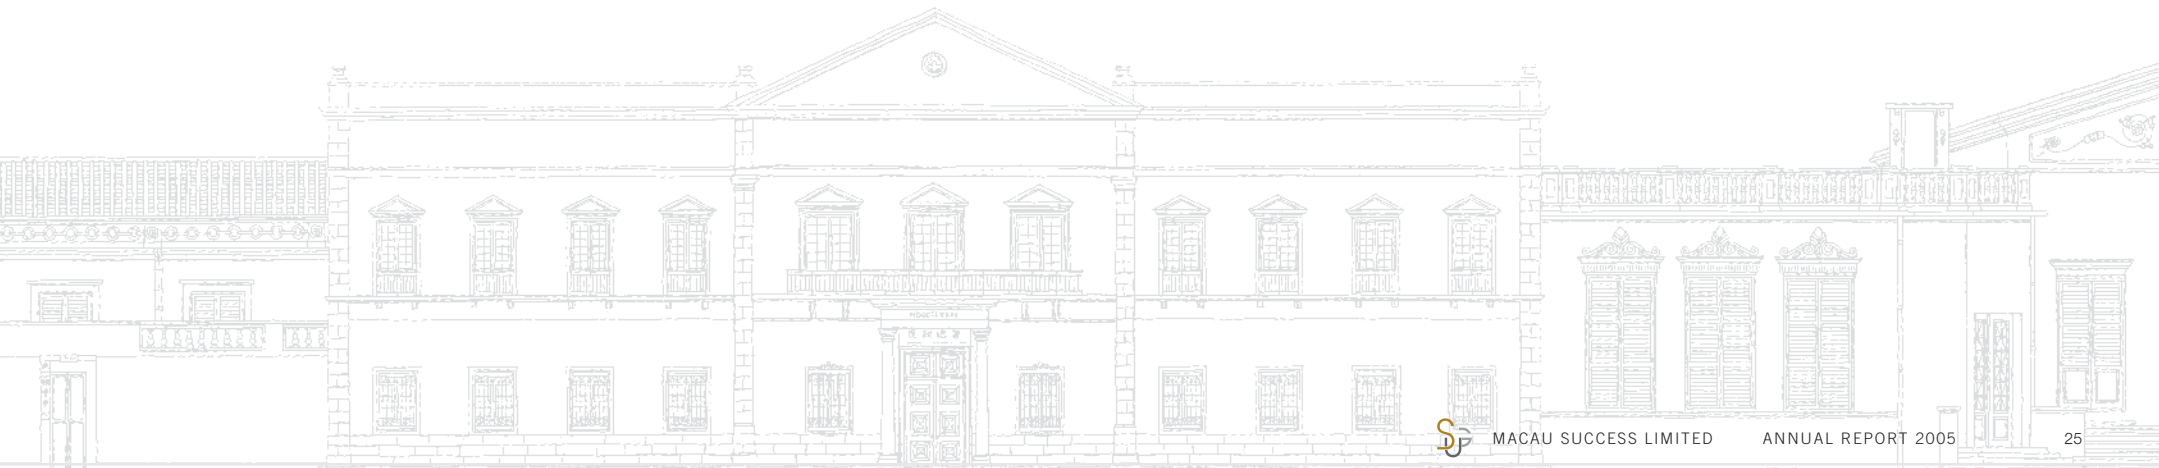 MACAU SUCCESS LIMITED ANNUAL REPORT 2005 25